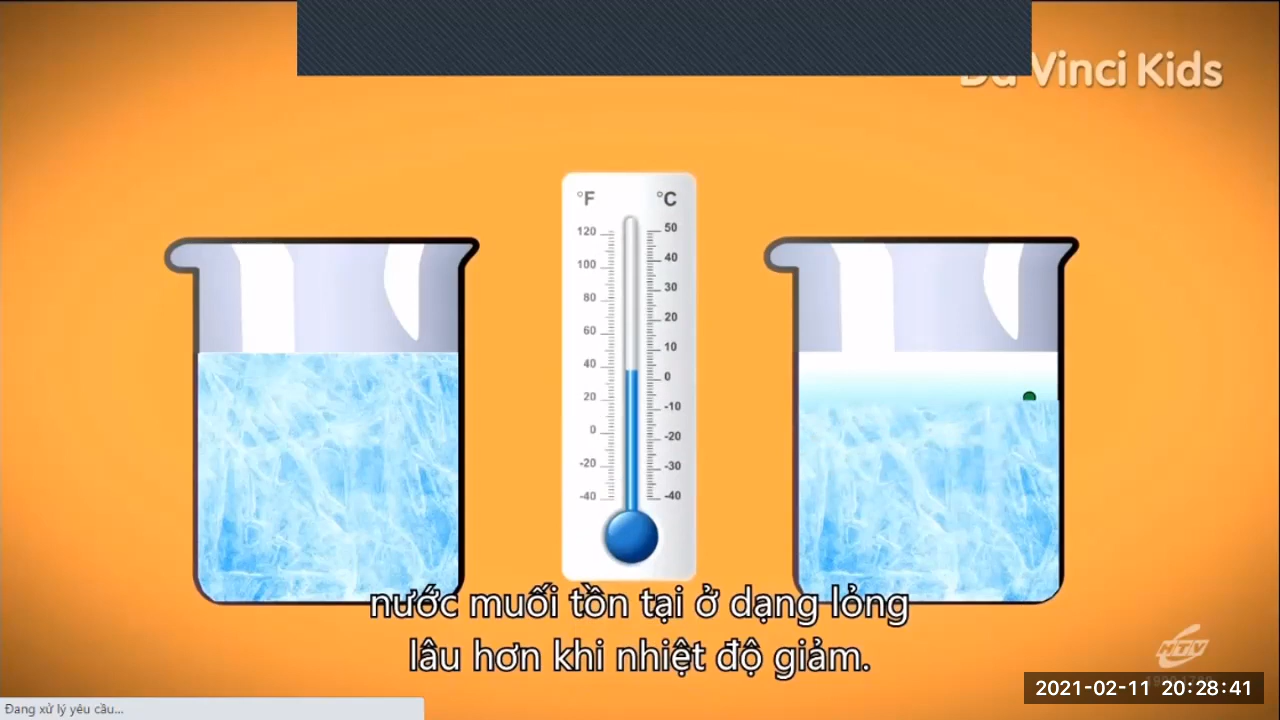 Vinci Kids
°F °C
120 50
100 40
80 30
60 20
40 10
20 0
0 -10
-20 -20
-40 -30
-40
nước muối tồn tại ở dạng lỏng
lâu hơn khi nhiệt độ giảm.
HTV
2021-02-11 20:28:41
Đang xử lý yêu cầu...